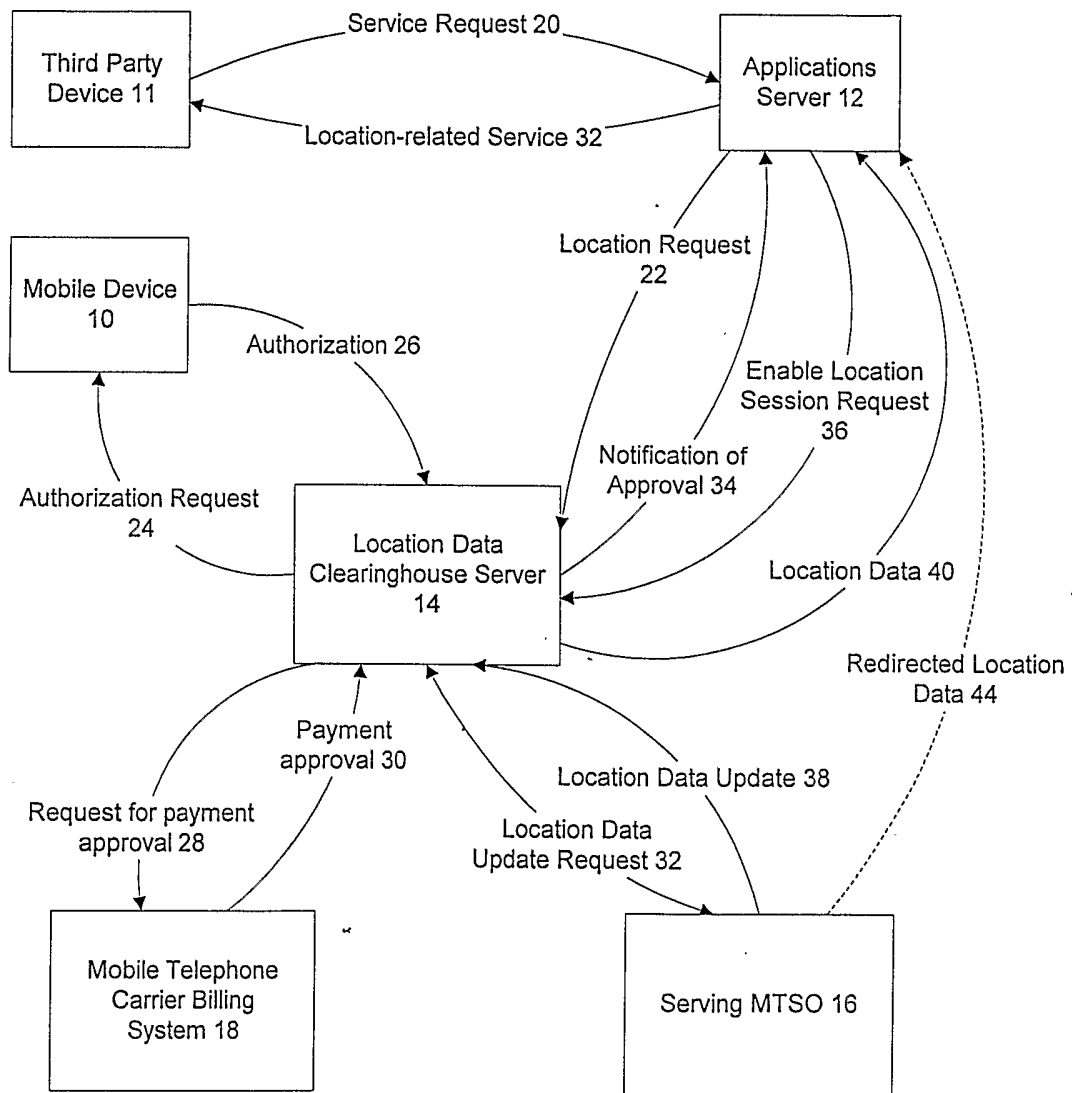 Service Request 20
Third Party
Device 11
Applications
Server 12
Location-related Service 32
Location Request
22
Mobile Device
10
Authorization 26
Enable Location
Session Request
36
Notification of
Approval 34
Authorization Request
24
Location Data
Clearinghouse Server
14
Location Data 40
Redirected Location
Data 44
Payment
approval 30
Location Data Update 38
Request for payment
approval 28
Location Data
Update Request 32
Mobile Telephone
Carrier Billing
System 18
Serving MTSO 16